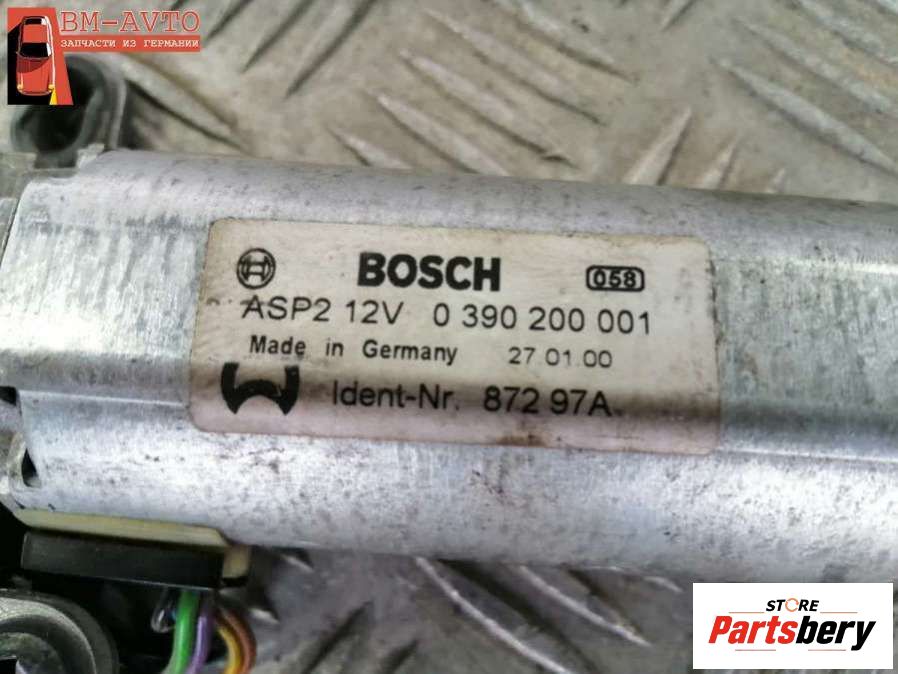 ВМ-AVTO
ЗАПЧАСТИ ИЗ ГЕРМАНИИ
BOSCH
058
ASP2 12V 0 390 200 001
Made in Germany 27 01 00
Ident-Nr. 872 97A
STORE
Partsbery